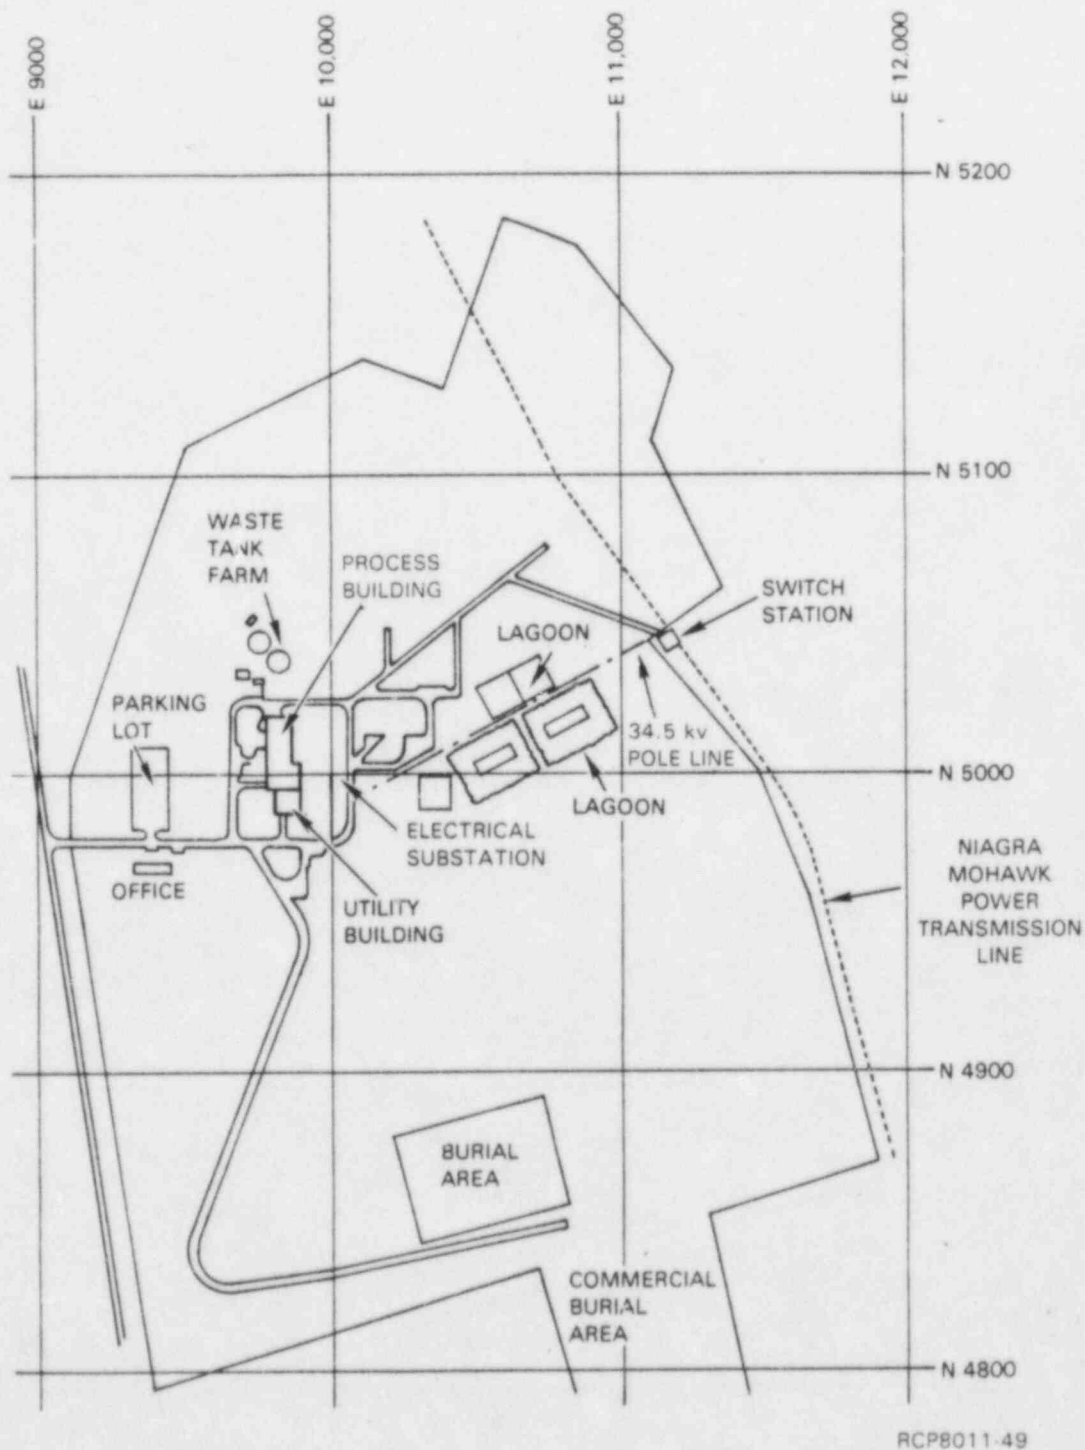 E 9000
E 10,000
E 11,000
E 12,000
N 5200
N 5100
WASTE
TANK
FARM
PROCESS
BUILDING
SWITCH
STATION
LAGOON
PARKING
LOT
34.5 kv
POLE LINE
N 5000
LAGOON
ELECTRICAL
SUBSTATION
OFFICE
UTILITY
BUILDING
NIAGRA
MOHAWK
POWER
TRANSMISSION
LINE
N 4900
BURIAL
AREA
COMMERCIAL
BURIAL
AREA
N 4800
RCP8011-49